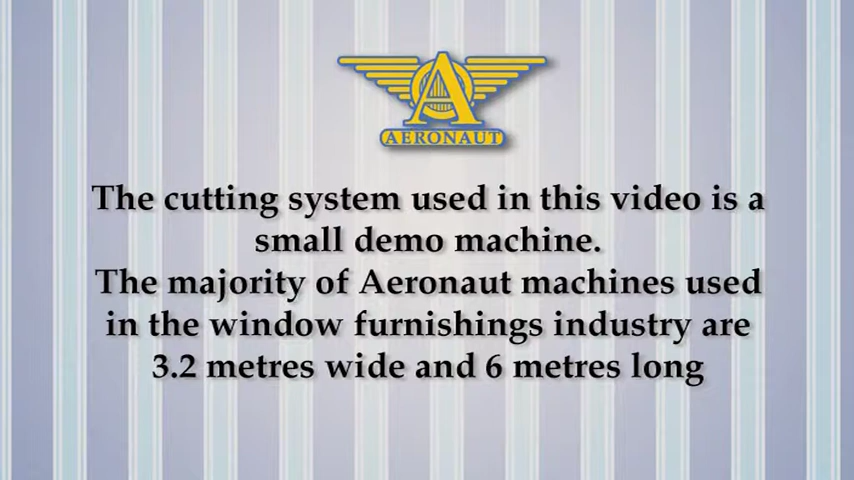 A
AERONAUT
The cutting system used in this video is a
small demo machine.
The majority of Aeronaut machines used
in the window furnishings industry are
3.2 metres wide and 6 metres long